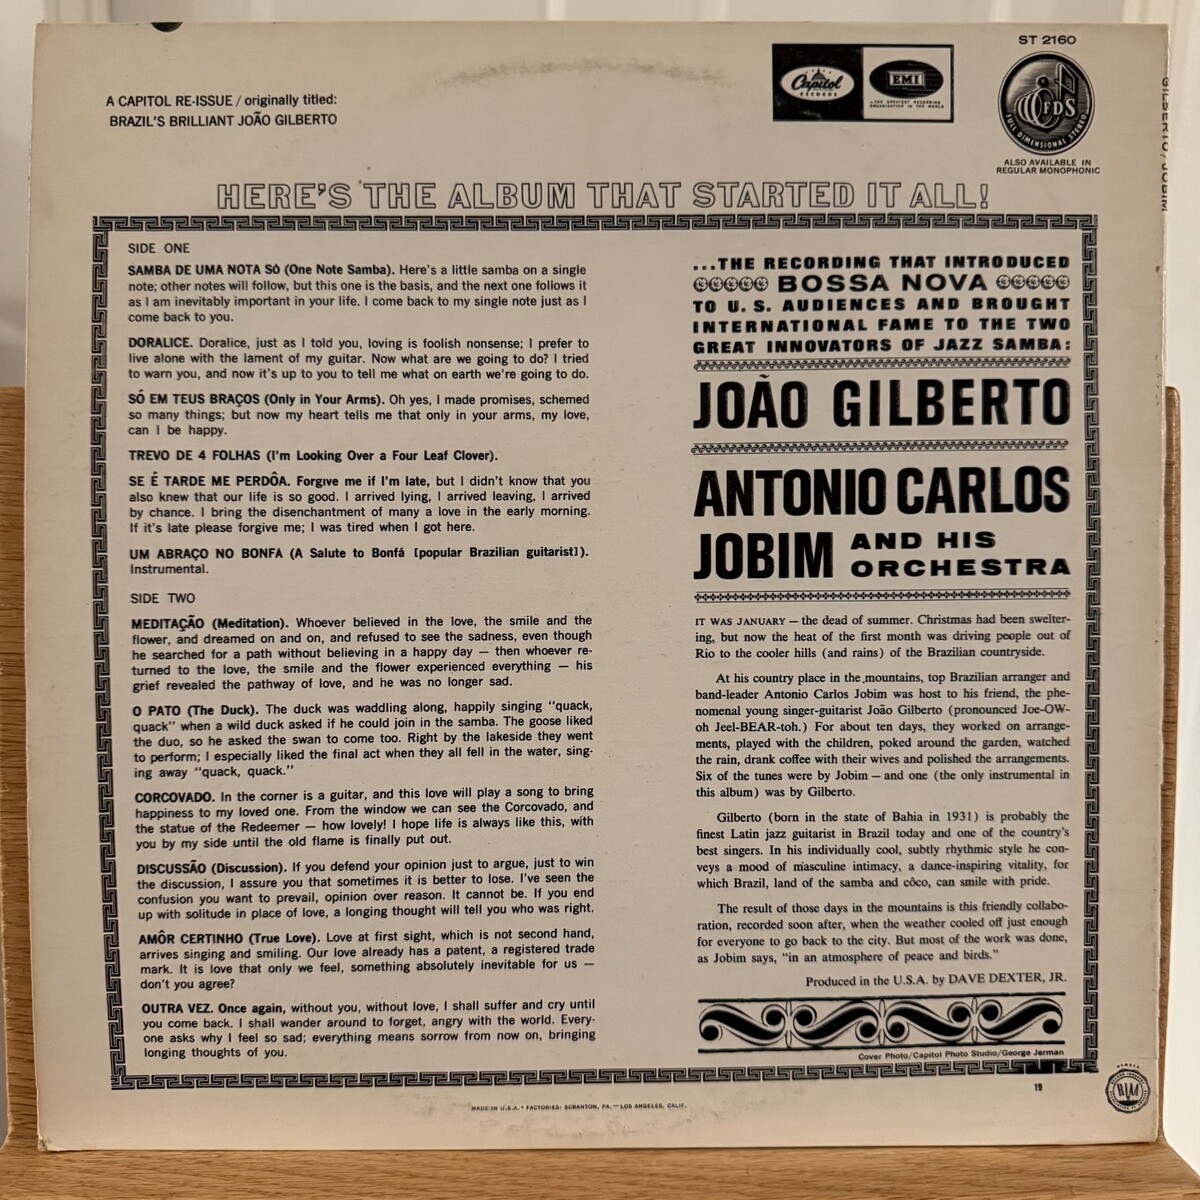 A CAPITOL RE-ISSUE / originally titled:
BRAZIL'S BRILLIANT JOÃO GILBERTO
Capitol
RECORDS
EMI
THE GREATEST RECORDING
ORGANISATION IN THE WORLD
ST 2160
FDS
FULL DIMENSIONAL STEREO
ALSO AVAILABLE IN
REGULAR MONOPHONIC
GILBERTO/JOBIM
HERE'S THE ALBUM THAT STARTED IT ALL!
SIDE ONE
SAMBA DE UMA NOTA SÓ (One Note Samba). Here's a little samba on a single
note; other notes will follow, but this one is the basis, and the next one follows it
as I am inevitably important in your life. I come back to my single note just as I
come back to you.
DORALICE. Doralice, just as I told you, loving is foolish nonsense; I prefer to
live alone with the lament of my guitar. Now what are we going to do? I tried
to warn you, and now it's up to you to tell me what on earth we're going to do.
SÓ EM TEUS BRAÇOS (Only in Your Arms). Oh yes, I made promises, schemed
so many things; but now my heart tells me that only in your arms, my love,
can I be happy.
TREVO DE 4 FOLHAS (I'm Looking Over a Four Leaf Clover).
SE É TARDE ME PERDÔA. Forgive me if I'm late, but I didn't know that you
also knew that our life is so good. I arrived lying, I arrived leaving, I arrived
by chance. I bring the disenchantment of many a love in the early morning.
If it's late please forgive me; I was tired when I got here.
UM ABRAÇO NO BONFA (A Salute to Bonfá [popular Brazilian guitarist]).
Instrumental.
SIDE TWO
MEDITAÇÃO (Meditation). Whoever believed in the love, the smile and the
flower, and dreamed on and on, and refused to see the sadness, even though
he searched for a path without believing in a happy day — then whoever re-
turned to the love, the smile and the flower experienced everything — his
grief revealed the pathway of love, and he was no longer sad.
O PATO (The Duck). The duck was waddling along, happily singing "quack,
quack" when a wild duck asked if he could join in the samba. The goose liked
the duo, so he asked the swan to come too. Right by the lakeside they went
to perform; I especially liked the final act when they all fell in the water, sing-
ing away "quack, quack."
CORCOVADO. In the corner is a guitar, and this love will play a song to bring
happiness to my loved one. From the window we can see the Corcovado, and
the statue of the Redeemer — how lovely! I hope life is always like this, with
you by my side until the old flame is finally put out.
DISCUSSÃO (Discussion). If you defend your opinion just to argue, just to win
the discussion, I assure you that sometimes it is better to lose. I've seen the
confusion you want to prevail, opinion over reason. It cannot be. If you end
up with solitude in place of love, a longing thought will tell you who was right.
AMÔR CERTINHO (True Love). Love at first sight, which is not second hand,
arrives singing and smiling. Our love already has a patent, a registered trade
mark. It is love that only we feel, something absolutely inevitable for us —
don't you agree?
OUTRA VEZ. Once again, without you, without love, I shall suffer and cry until
you come back. I shall wander around to forget, angry with the world. Every-
one asks why I feel so sad; everything means sorrow from now on, bringing
longing thoughts of you.
...THE RECORDING THAT INTRODUCED
BOSSA NOVA
TO U. S. AUDIENCES AND BROUGHT
INTERNATIONAL FAME TO THE TWO
GREAT INNOVATORS OF JAZZ SAMBA:
JOÃO GILBERTO
ANTONIO CARLOS
JOBIM AND HIS
ORCHESTRA
IT WAS JANUARY — the dead of summer. Christmas had been swelter-
ing, but now the heat of the first month was driving people out of
Rio to the cooler hills (and rains) of the Brazilian countryside.
At his country place in the mountains, top Brazilian arranger and
band-leader Antonio Carlos Jobim was host to his friend, the phe-
nomenal young singer-guitarist João Gilberto (pronounced Joe-OW-
oh Jeel-BEAR-toh.) For about ten days, they worked on arrange-
ments, played with the children, poked around the garden, watched
the rain, drank coffee with their wives and polished the arrangements.
Six of the tunes were by Jobim — and one (the only instrumental in
this album) was by Gilberto.
Gilberto (born in the state of Bahia in 1931) is probably the
finest Latin jazz guitarist in Brazil today and one of the country's
best singers. In his individually cool, subtly rhythmic style he con-
veys a mood of masculine intimacy, a dance-inspiring vitality, for
which Brazil, land of the samba and côco, can smile with pride.
The result of those days in the mountains is this friendly collabo-
ration, recorded soon after, when the weather cooled off just enough
for everyone to go back to the city. But most of the work was done,
as Jobim says, "in an atmosphere of peace and birds."
Produced in the U.S.A. by DAVE DEXTER, JR.
Cover Photo/Capitol Photo Studio/George Jerman
19
MADE IN U.S.A. • FACTORIES: SCRANTON, PA. — LOS ANGELES, CALIF.
MEMBER
RIAA